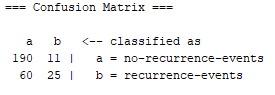 === Confusion Matrix ===
a b <-- classified as
190 11 | a = no-recurrence-events
60 25 | b = recurrence-events